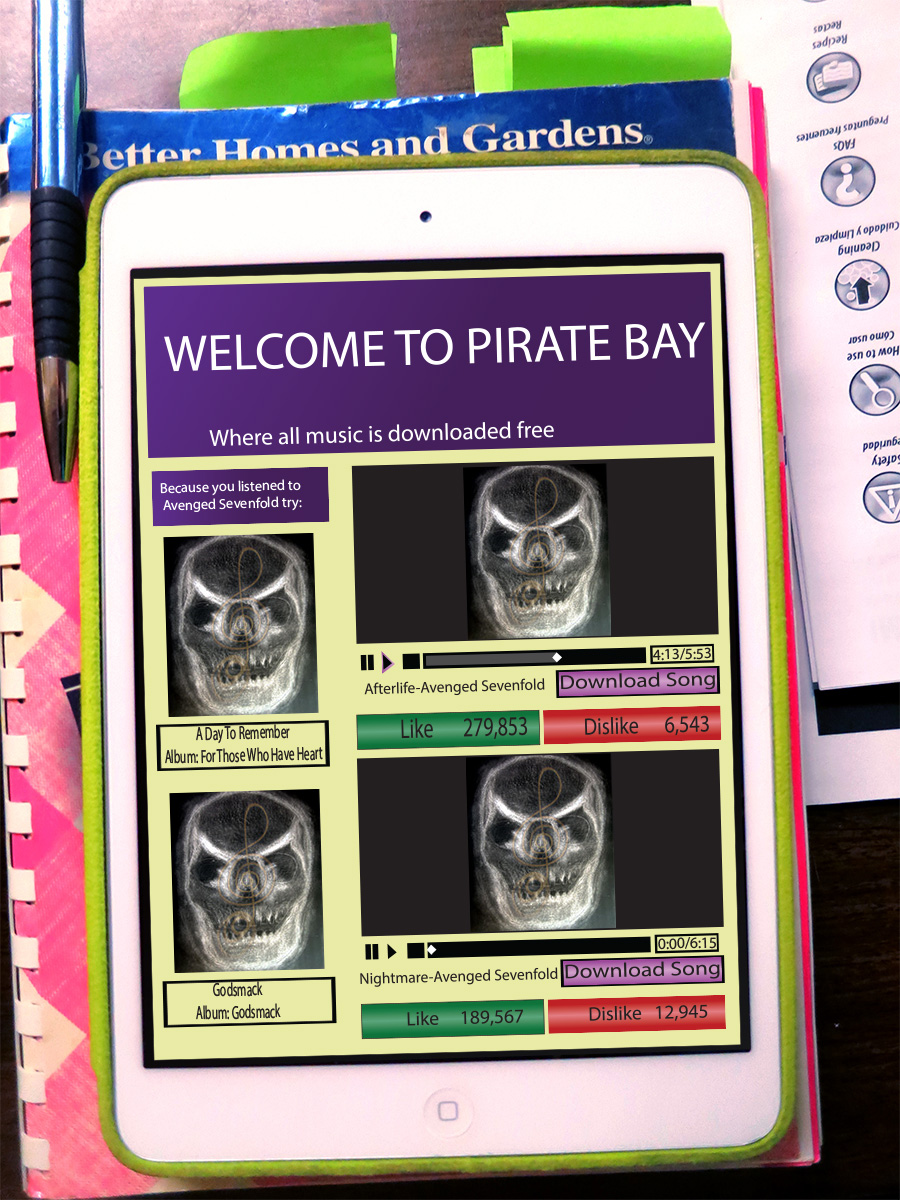 Better Homes and Gardens®
WELCOME TO PIRATE BAY
Where all music is downloaded free
Because you listened to
Avenged Sevenfold try:
A Day To Remember
Album: For Those Who Have Heart
Godsmack
Album: Godsmack
4:13/5:53
Afterlife-Avenged Sevenfold
Download Song
Like 279,853
Dislike 6,543
0:00/6:15
Nightmare-Avenged Sevenfold
Download Song
Like 189,567
Dislike 12,945
Safety
How to use
Cómo usar
Cleaning
Cuidado y Limpieza
FAQs
Preguntas frecuentes
Recipes